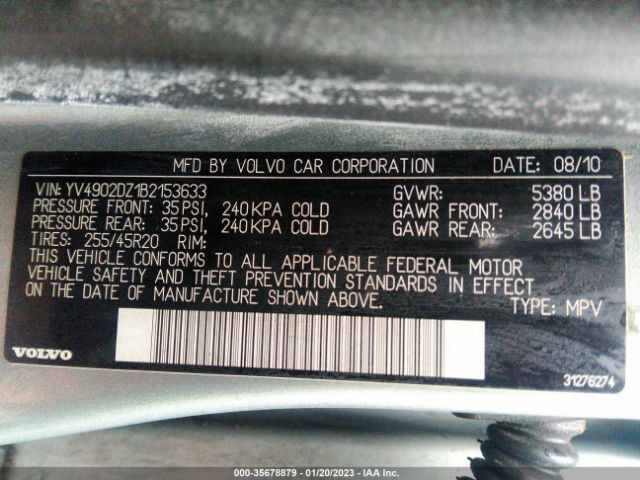 MFD BY VOLVO CAR CORPORATION DATE: 08/10
VIN: YV4902DZ1B2153633 GVWR: 5380 LB
PRESSURE FRONT: 35 PSI, 240 KPA COLD GAWR FRONT: 2840 LB
PRESSURE REAR: 35 PSI, 240 KPA COLD GAWR REAR: 2645 LB
TIRES: 255/45R20 RIM:
THIS VEHICLE CONFORMS TO ALL APPLICABLE FEDERAL MOTOR
VEHICLE SAFETY AND THEFT PREVENTION STANDARDS IN EFFECT
ON THE DATE OF MANUFACTURE SHOWN ABOVE. TYPE: MPV
VOLVO 31276274
000-35678879 | 01/20/2023 | IAA Inc.